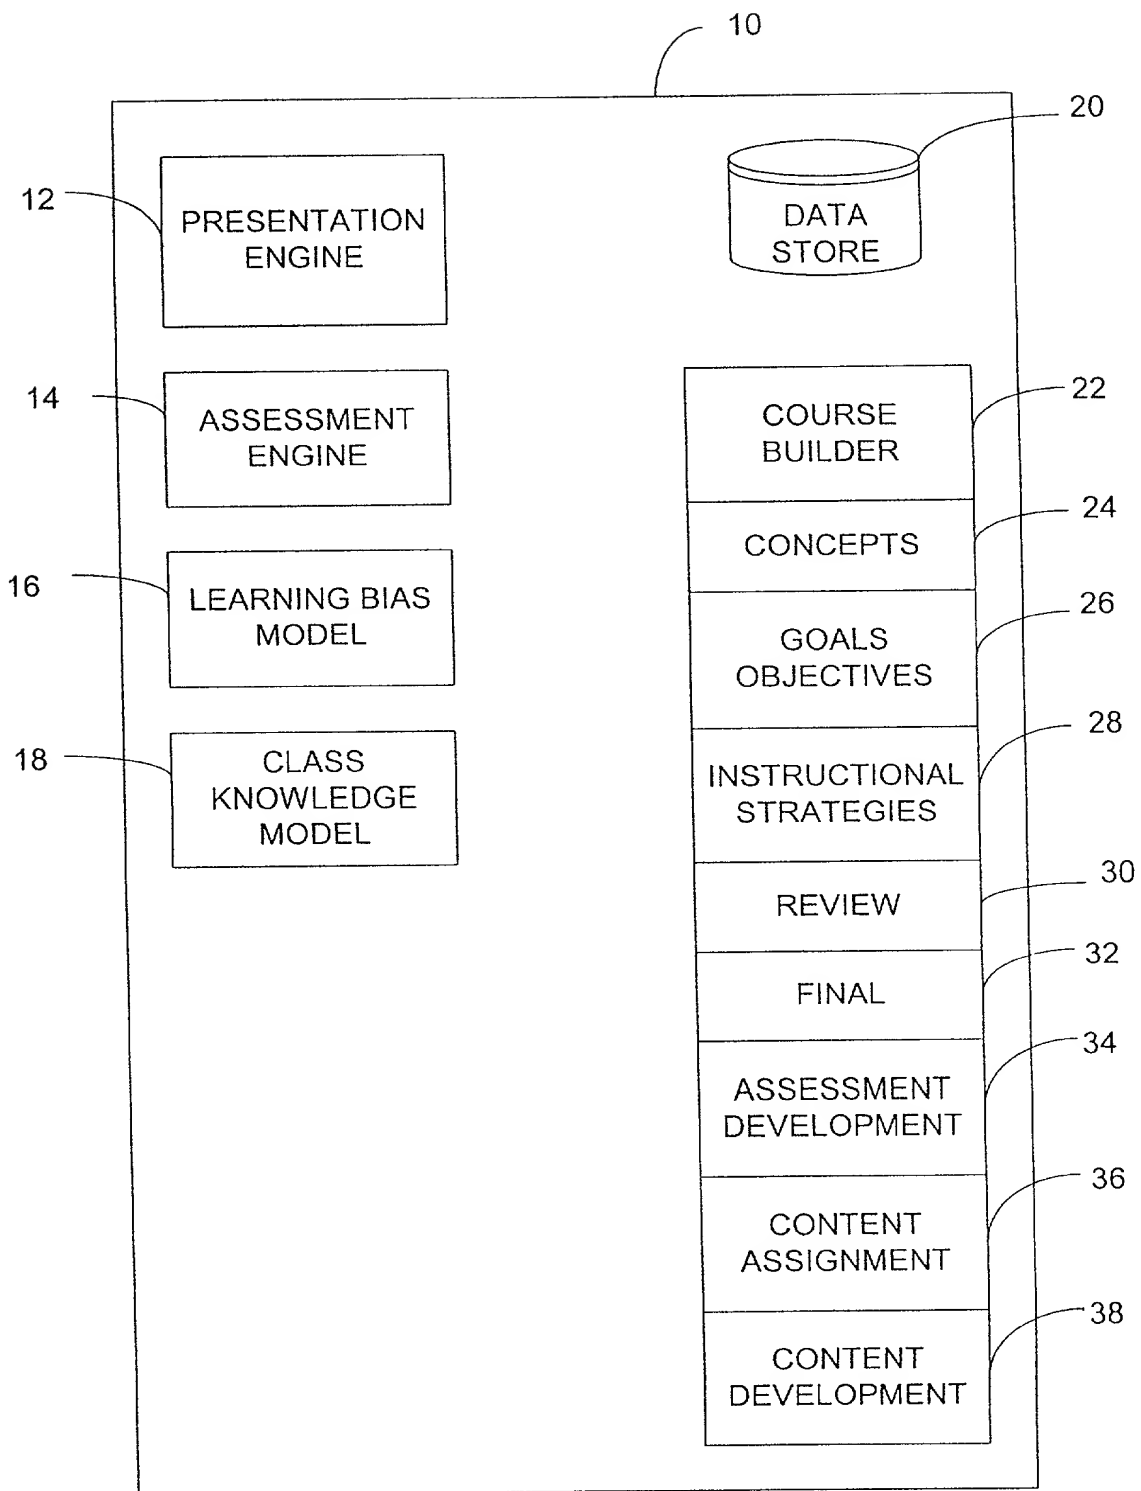 10
20
12
PRESENTATION
ENGINE
DATA
STORE
14
ASSESSMENT
ENGINE
22
COURSE
BUILDER
24
CONCEPTS
16
LEARNING BIAS
MODEL
26
GOALS
OBJECTIVES
18
CLASS
KNOWLEDGE
MODEL
28
INSTRUCTIONAL
STRATEGIES
30
REVIEW
32
FINAL
34
ASSESSMENT
DEVELOPMENT
36
CONTENT
ASSIGNMENT
38
CONTENT
DEVELOPMENT